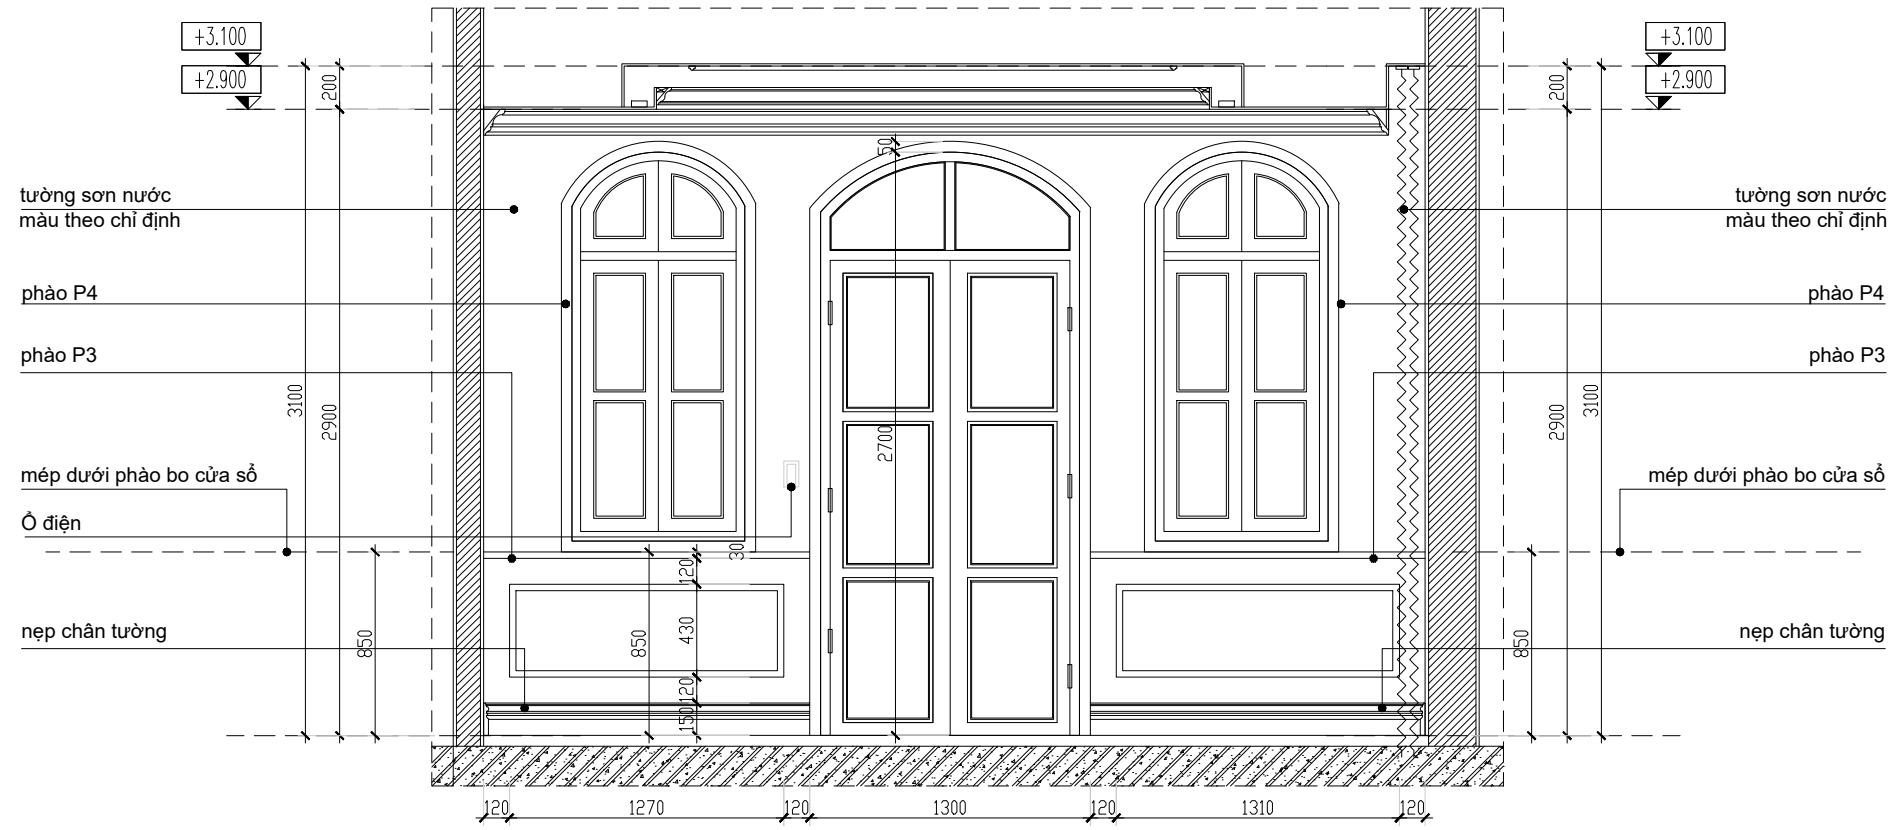 +3.100
+3.100
+2.900
+2.900
200
200
50
tường sơn nước
màu theo chỉ định
tường sơn nước
màu theo chỉ định
phào P4
phào P4
phào P3
phào P3
3100
2900
2700
2900
3100
mép dưới phào bo cửa sổ
mép dưới phào bo cửa sổ
Ổ điện
30
120
850
850
430
850
nẹp chân tường
nẹp chân tường
120
150
120
1270
120
1300
120
1310
120